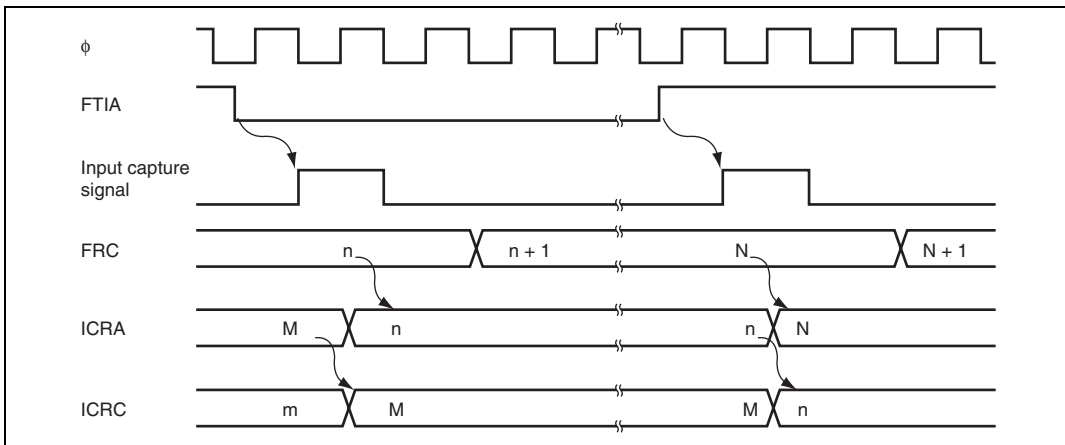 ϕ
FTIA
Input capture
signal
FRC n n + 1 N N + 1
ICRA M n n N
ICRC m M M n